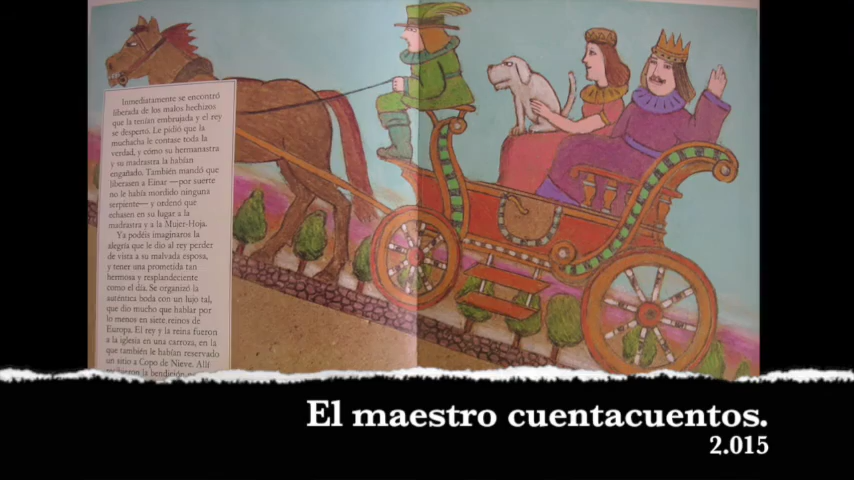 Inmediatamente se encontró
liberada de los malos hechizos
que la tenían embrujada y el rey
se despertó. Le pidió que la
muchacha le contase toda la
verdad, y cómo su hermanastra
y su madrastra la habían
engañado. También mandó que
liberasen a Einar —por suerte
no le había mordido ninguna
serpiente— y ordenó que
echasen en su lugar a la
madrastra y a la Mujer-Hoja.
Ya podéis imaginaros la
alegría que le dio al rey perder
de vista a su malvada esposa,
y tener una prometida tan
hermosa y resplandeciente
como el día. Se organizó la
auténtica boda con un lujo tal,
que dio mucho que hablar por
lo menos en siete reinos de
Europa. El rey y la reina fueron
a la iglesia en una carroza, en la
que también le habían reservado
un sitio a Copo de Nieve. Allí
la bendición
El maestro cuentacuentos.
2.015